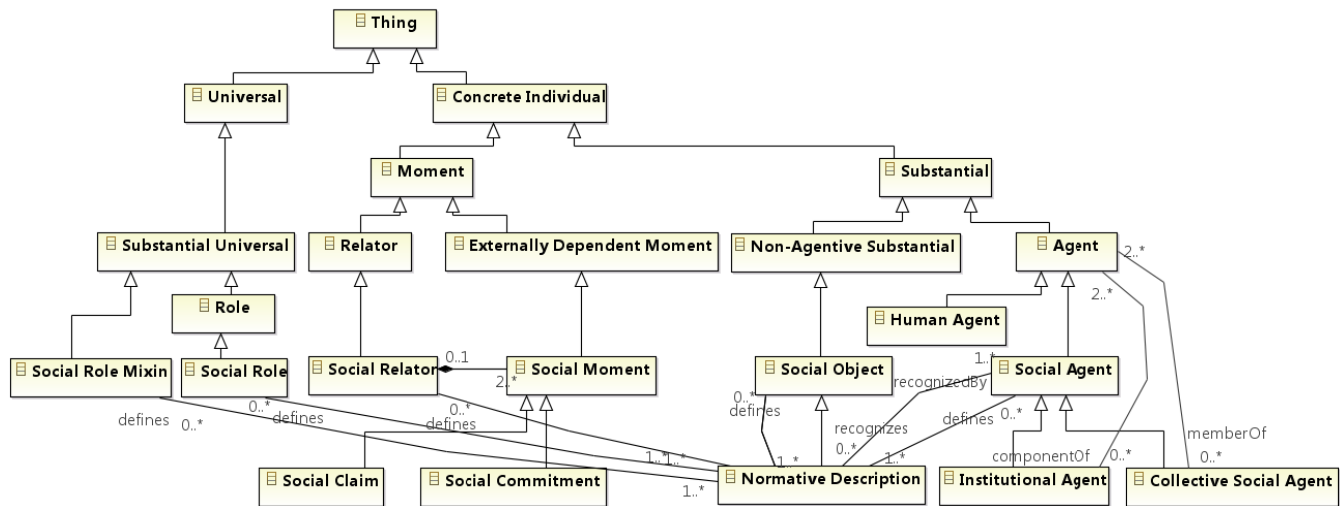 Thing
Universal
Concrete Individual
Moment
Substantial
Substantial Universal
Relator
Externally Dependent Moment
Non-Agentive Substantial
Agent
2..*
2..*
Role
Human Agent
Social Role Mixin
Social Role
Social Relator
0..1
2..*
Social Moment
Social Object
1..*
recognizedBy
Social Agent
defines
0..*
0..*
defines
0..*
defines
0..*
defines
recognizes
0..*
defines
0..*
memberOf
1..*
1..*
1..*
1..*
componentOf
0..*
0..*
Social Claim
Social Commitment
1..*
Normative Description
Institutional Agent
Collective Social Agent